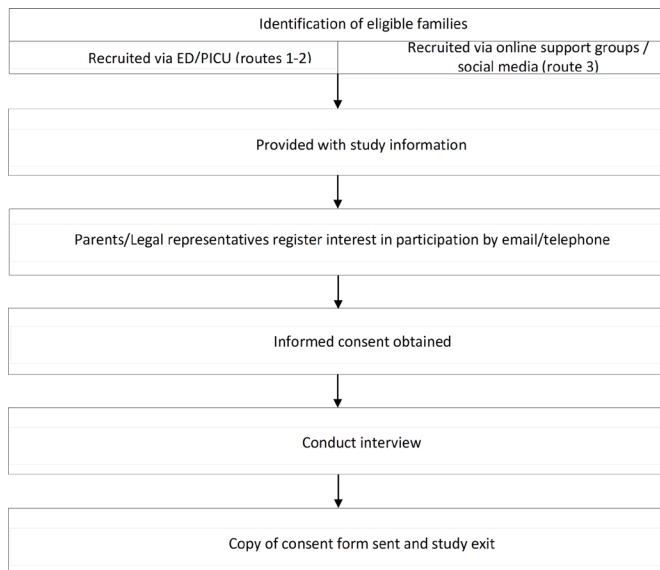 Identification of eligible families
Recruited via ED/PICU (routes 1-2)
Recruited via online support groups /
social media (route 3)
Provided with study information
Parents/Legal representatives register interest in participation by email/telephone
Informed consent obtained
Conduct interview
Copy of consent form sent and study exit